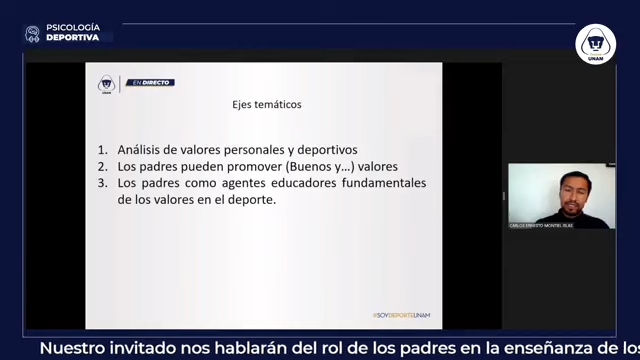 PSICOLOGÍA
DEPORTIVA
UNAM
UNAM
EN DIRECTO
Ejes temáticos
1. Análisis de valores personales y deportivos
2. Los padres pueden promover (Buenos y...) valores
3. Los padres como agentes educadores fundamentales
de los valores en el deporte.
CARLOS ERNESTO MONTIEL ISLAS
#SOYDEPORTEUNAM
Nuestro invitado nos hablarán del rol de los padres en la enseñanza de los